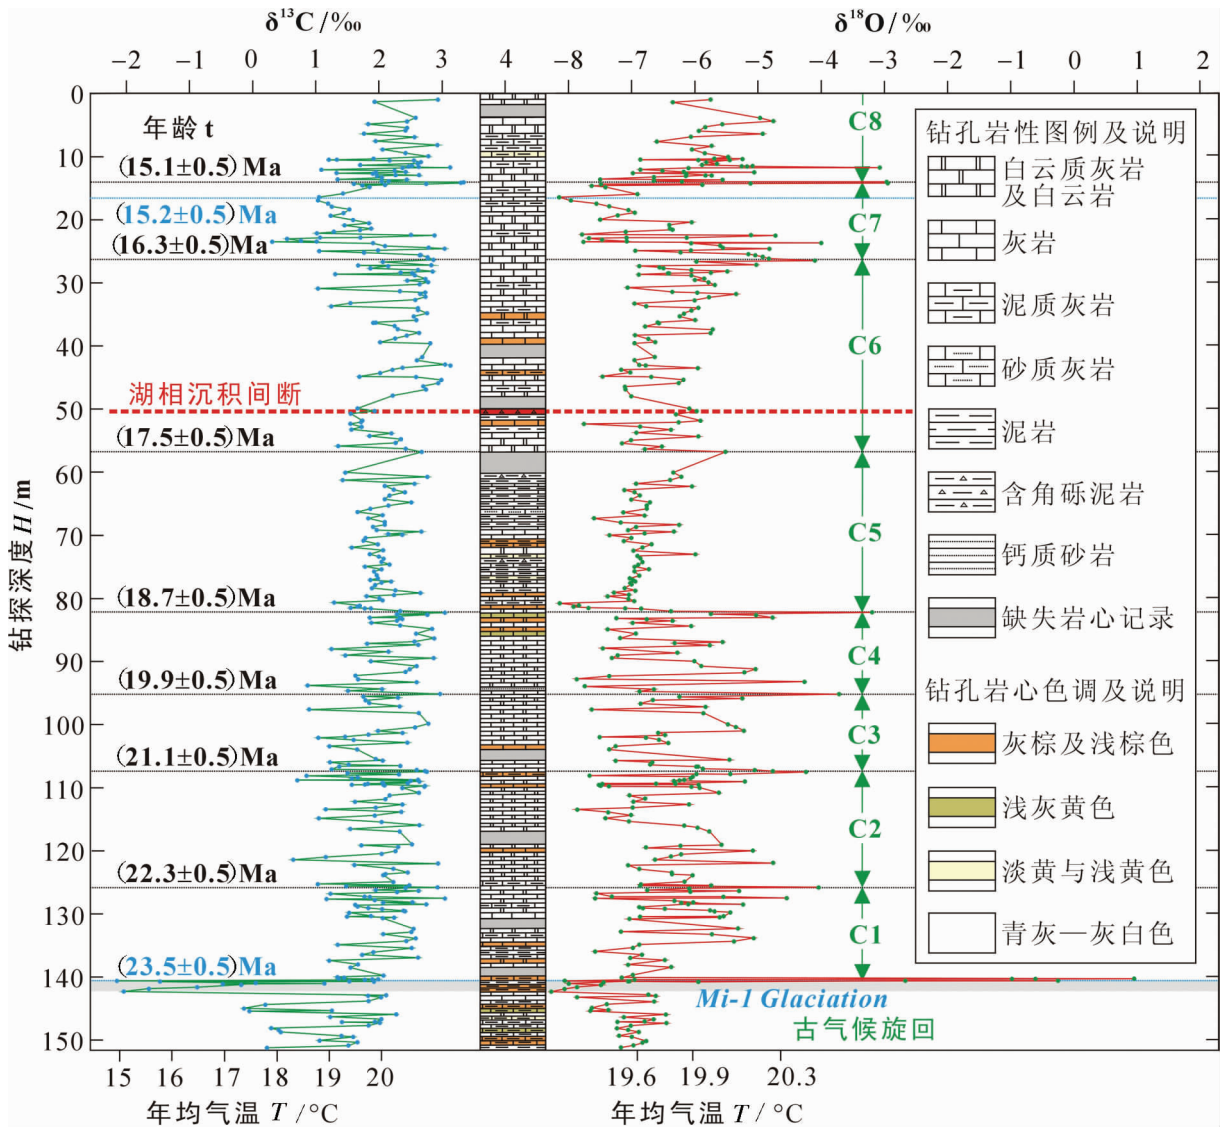 δ¹³C /‰
δ¹⁸O /‰
−2 −1 0 1 2 3 4 −8 −7 −6 −5 −4 −3 −2 −1 0 1 2
钻探深度 H/m
0
10
20
30
40
50
60
70
80
90
100
110
120
130
140
150
年龄 t
(15.1±0.5)Ma
(15.2±0.5)Ma
(16.3±0.5)Ma
湖相沉积间断
(17.5±0.5)Ma
(18.7±0.5)Ma
(19.9±0.5)Ma
(21.1±0.5)Ma
(22.3±0.5)Ma
(23.5±0.5)Ma
C8
C7
C6
C5
C4
C3
C2
C1
Mi-1 Glaciation
古气候旋回
钻孔岩性图例及说明
白云质灰岩
及白云岩
灰岩
泥质灰岩
砂质灰岩
泥岩
含角砾泥岩
钙质砂岩
缺失岩心记录
钻孔岩心色调及说明
灰棕及浅棕色
浅灰黄色
淡黄与浅黄色
青灰—灰白色
15 16 17 18 19 20
19.6 19.9 20.3
年均气温 T /°C
年均气温 T /°C